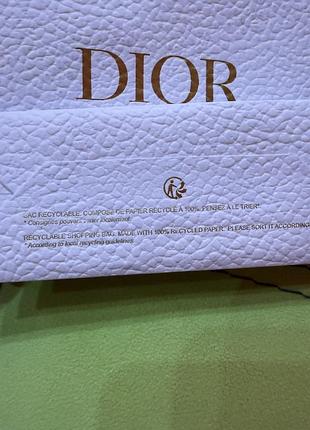 DIOR
SAC RECYCLABLE. COMPOSÉ DE PAPIER RECYCLÉ À 100%. PENSEZ À LE TRIER*.
* Consignes pouvant varier localement.
RECYCLABLE SHOPPING BAG. MADE WITH 100% RECYCLED PAPER. PLEASE SORT IT ACCORDING
* According to local recycling guidelines.